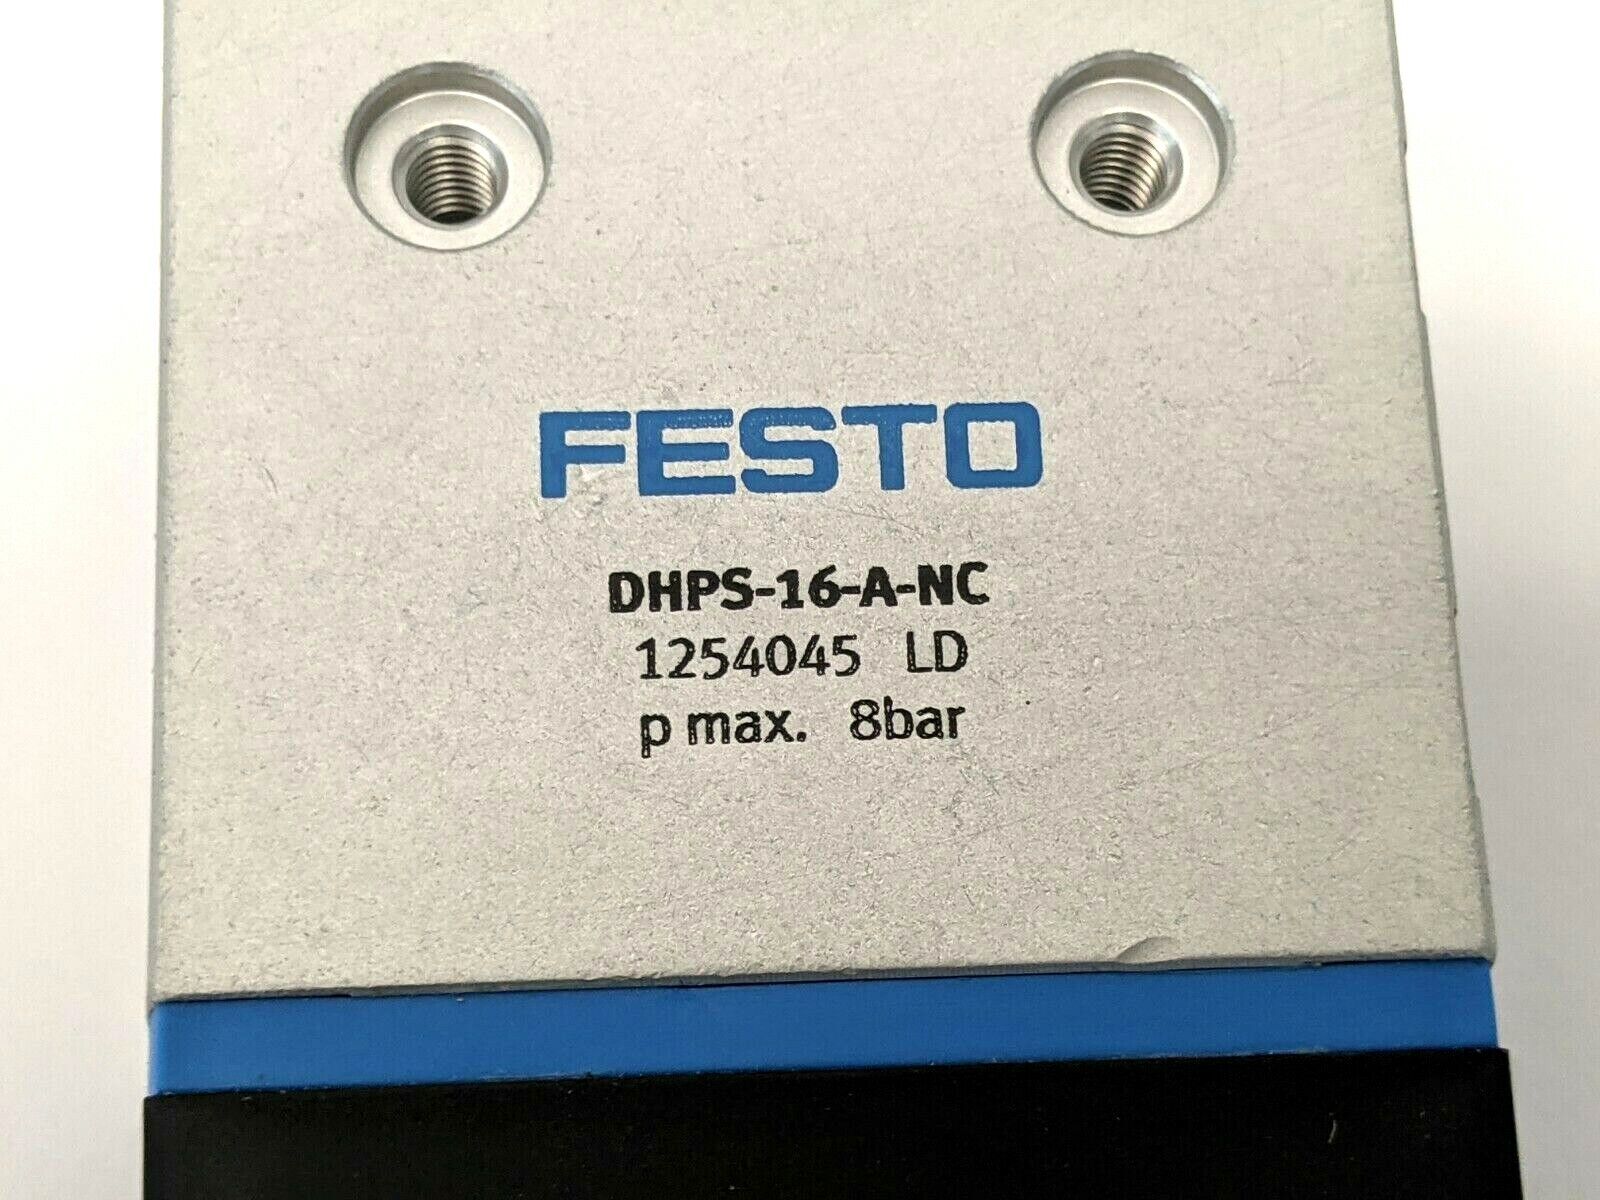 FESTO
DHPS-16-A-NC
1254045 LD
p max. 8bar